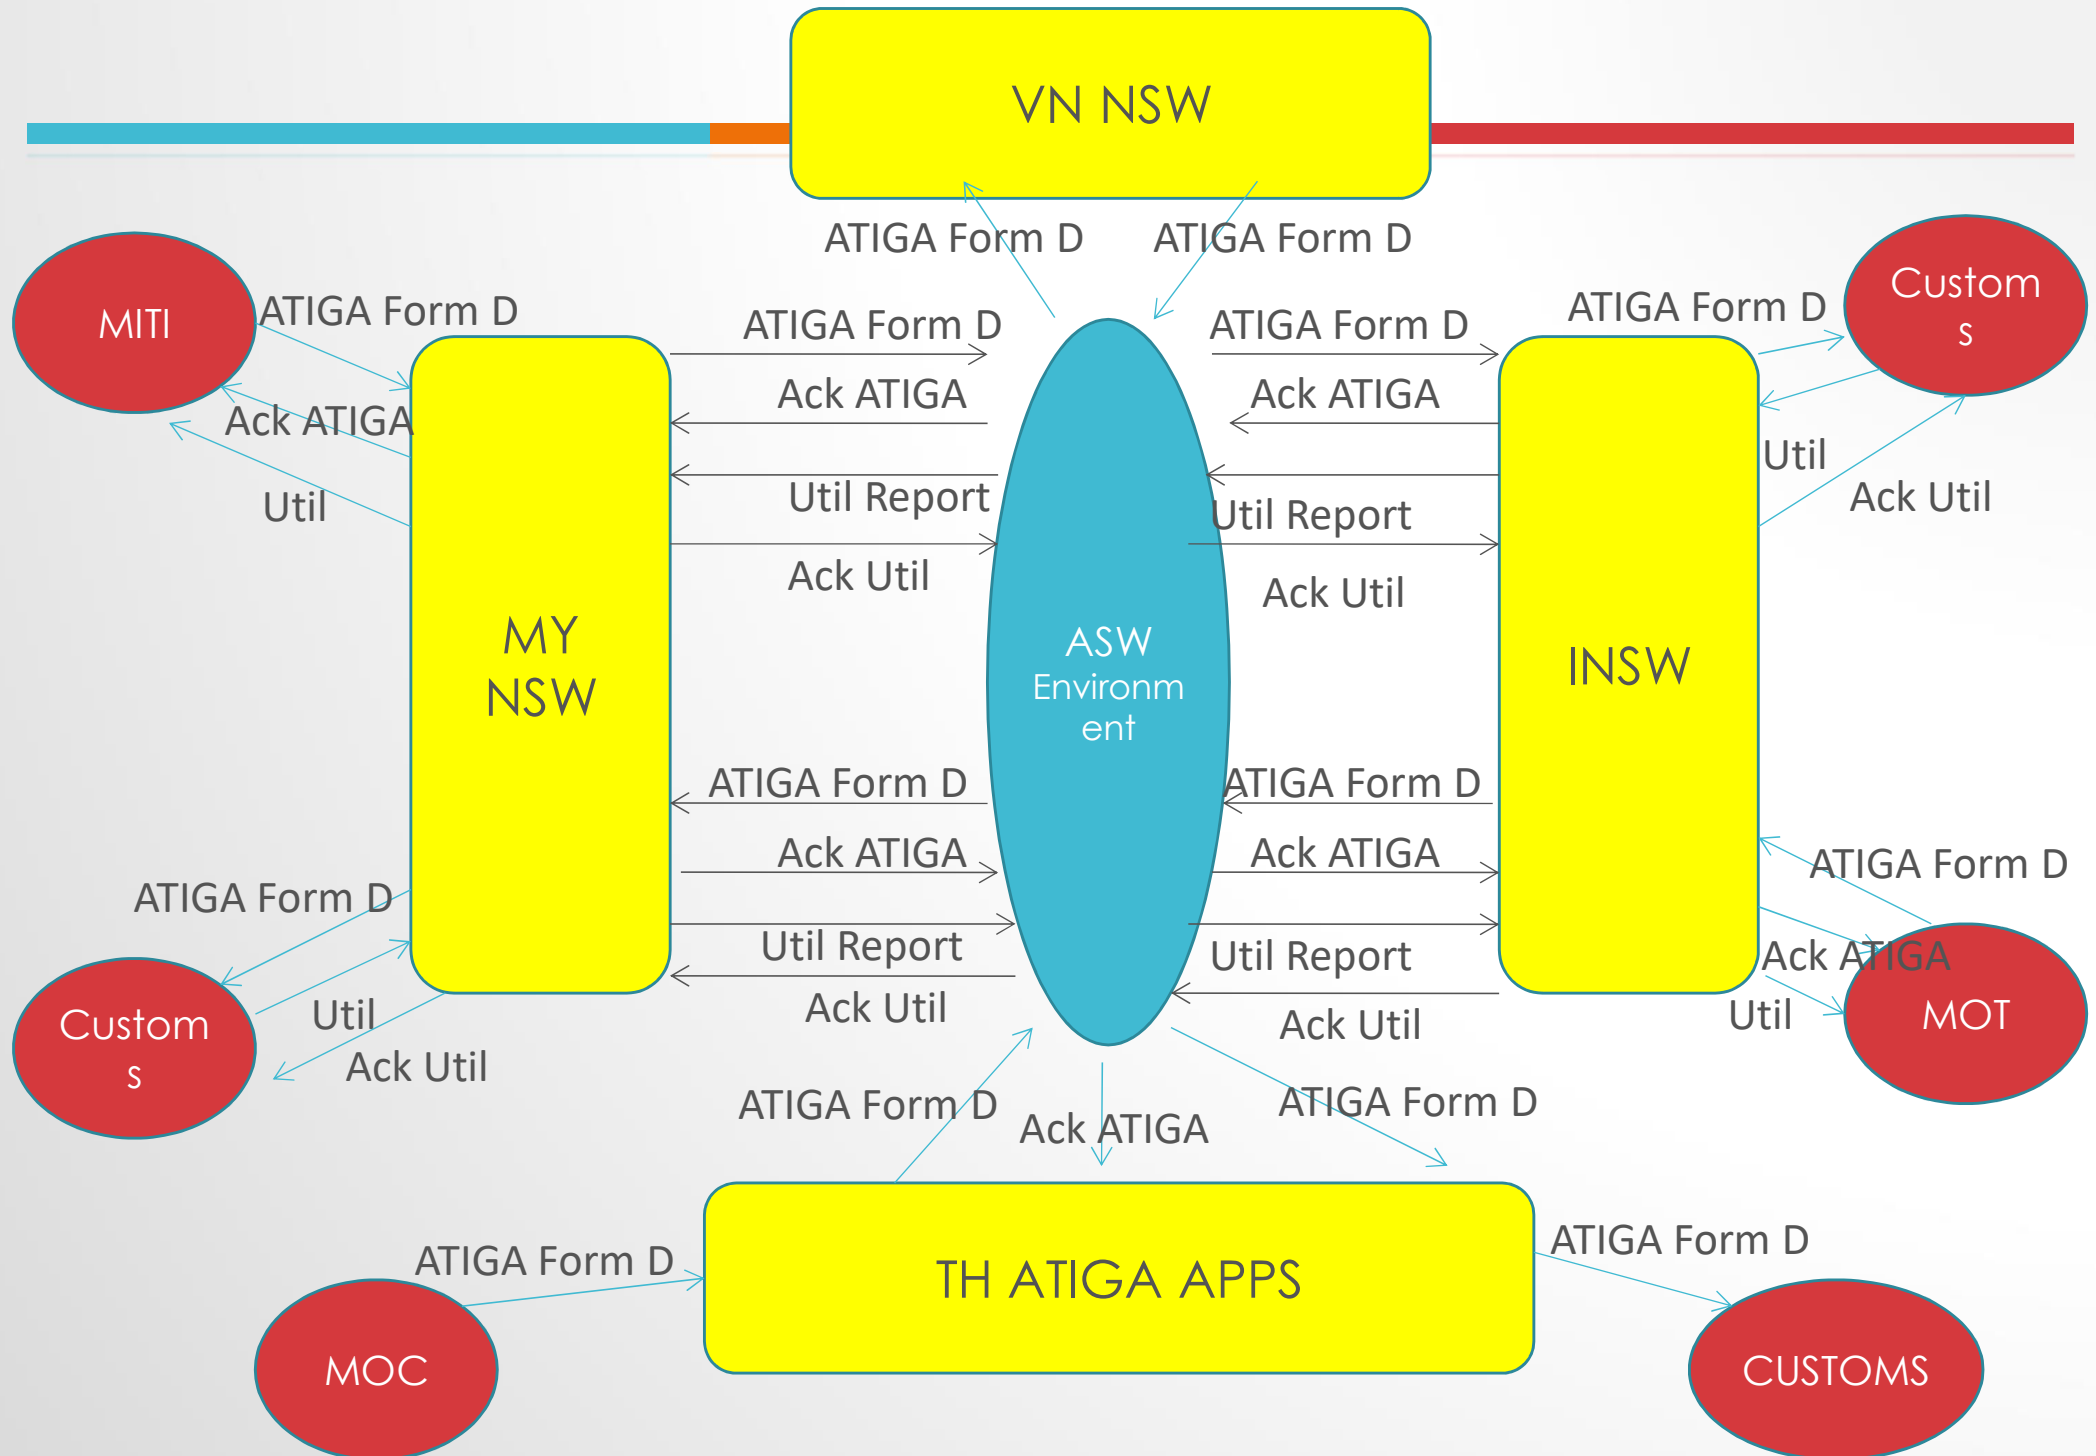 VN NSW
ATIGA Form D
ATIGA Form D
MITI
ATIGA Form D
ATIGA Form D
ATIGA Form D
ATIGA Form D
Custom
s
Ack ATIGA
Ack ATIGA
Ack ATIGA
Util
Util
Util Report
Util Report
Ack Util
Ack Util
Ack Util
MY
NSW
ASW
Environm
ent
INSW
ATIGA Form D
ATIGA Form D
Ack ATIGA
Ack ATIGA
ATIGA Form D
ATIGA Form D
Util Report
Util Report
Ack ATIGA
Custom
s
Util
Ack Util
Ack Util
Ack Util
Util
MOT
ATIGA Form D
Ack ATIGA
ATIGA Form D
ATIGA Form D
TH ATIGA APPS
ATIGA Form D
MOC
CUSTOMS